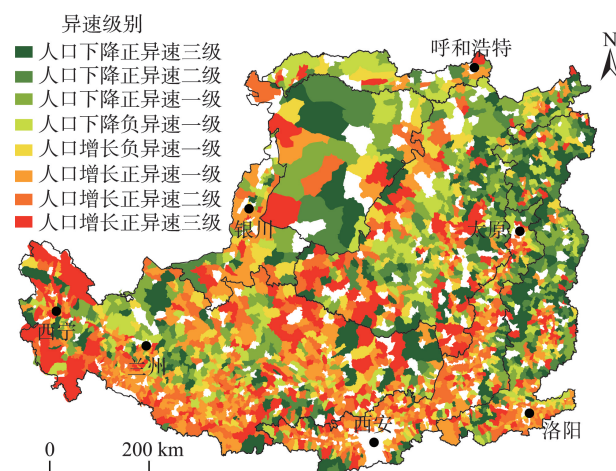 异速级别
人口下降正异速三级
人口下降正异速二级
人口下降正异速一级
人口下降负异速一级
人口增长负异速一级
人口增长正异速一级
人口增长正异速二级
人口增长正异速三级
呼和浩特
N
银川
太原
西宁
兰州
西安
洛阳
0 200 km